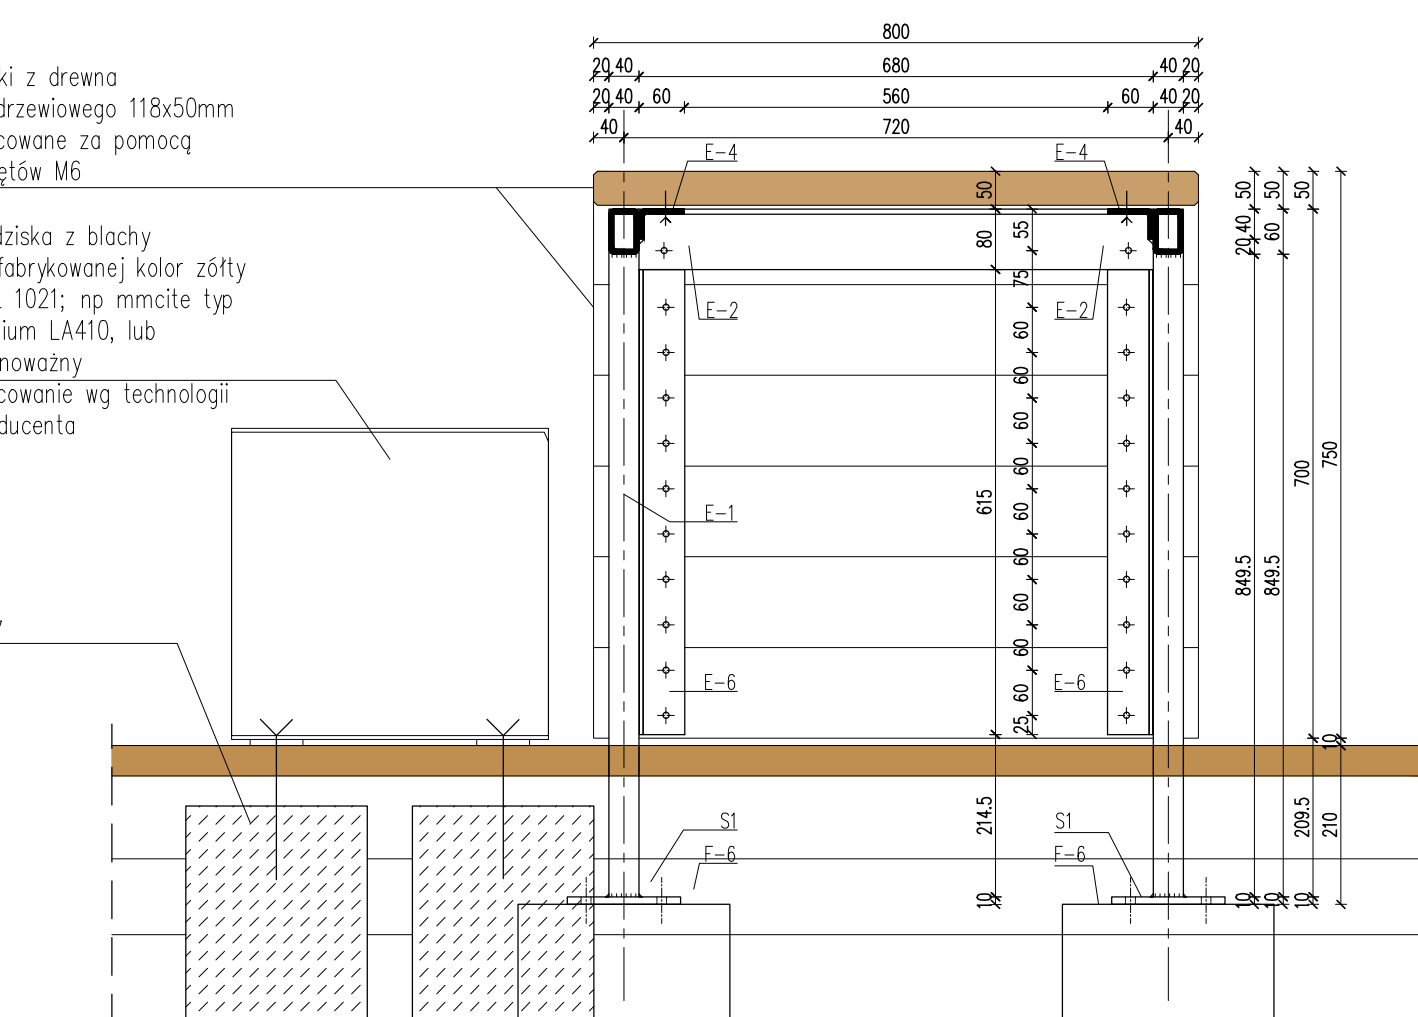 800
20 40 680 40 20
20 40 60 560 60 40 20
40 720 40
ki z drewna
drzewiowego 118x50mm
cowane za pomocą
ętów M6
dziska z blachy
fabrykowanej kolor zółty
1021; np mmcite typ
ium LA410, lub
noważny
cowanie wg technologii
ducenta
E-4
E-4
E-2
E-2
E-1
E-6
E-6
S1
F-6
S1
F-6
50
80
615
214.5
10
55
75
60
60
60
60
60
60
60
60
60
25
50
40
20
849.5
10
50
60
849.5
10
50
700
209.5
10
750
10
210